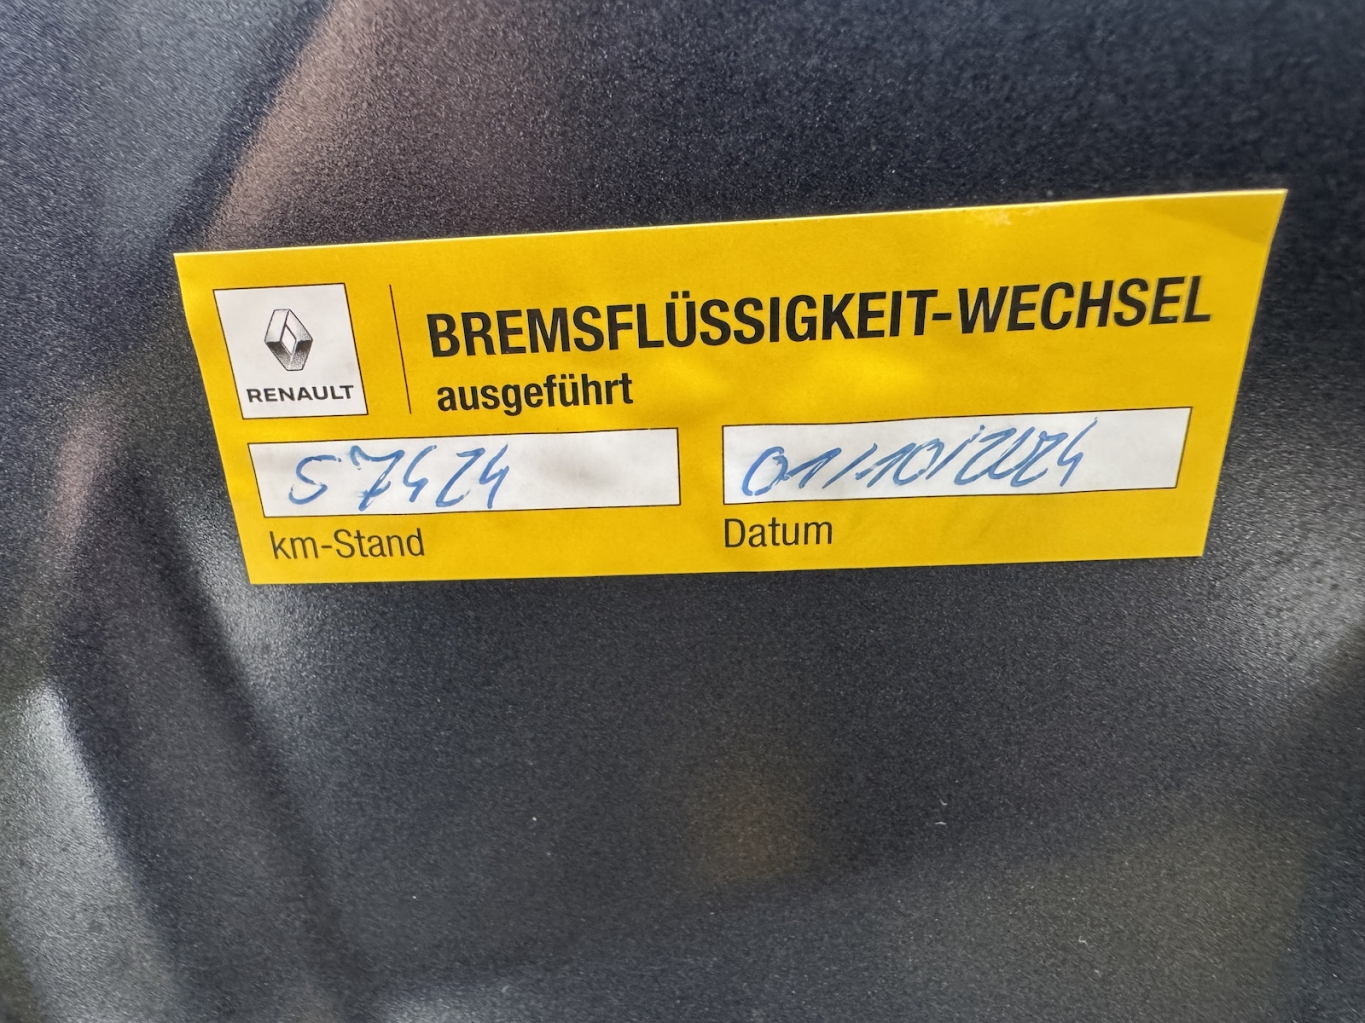 RENAULT
BREMSFLÜSSIGKEIT-WECHSEL
ausgeführt
57424
01/10/2024
km-Stand
Datum